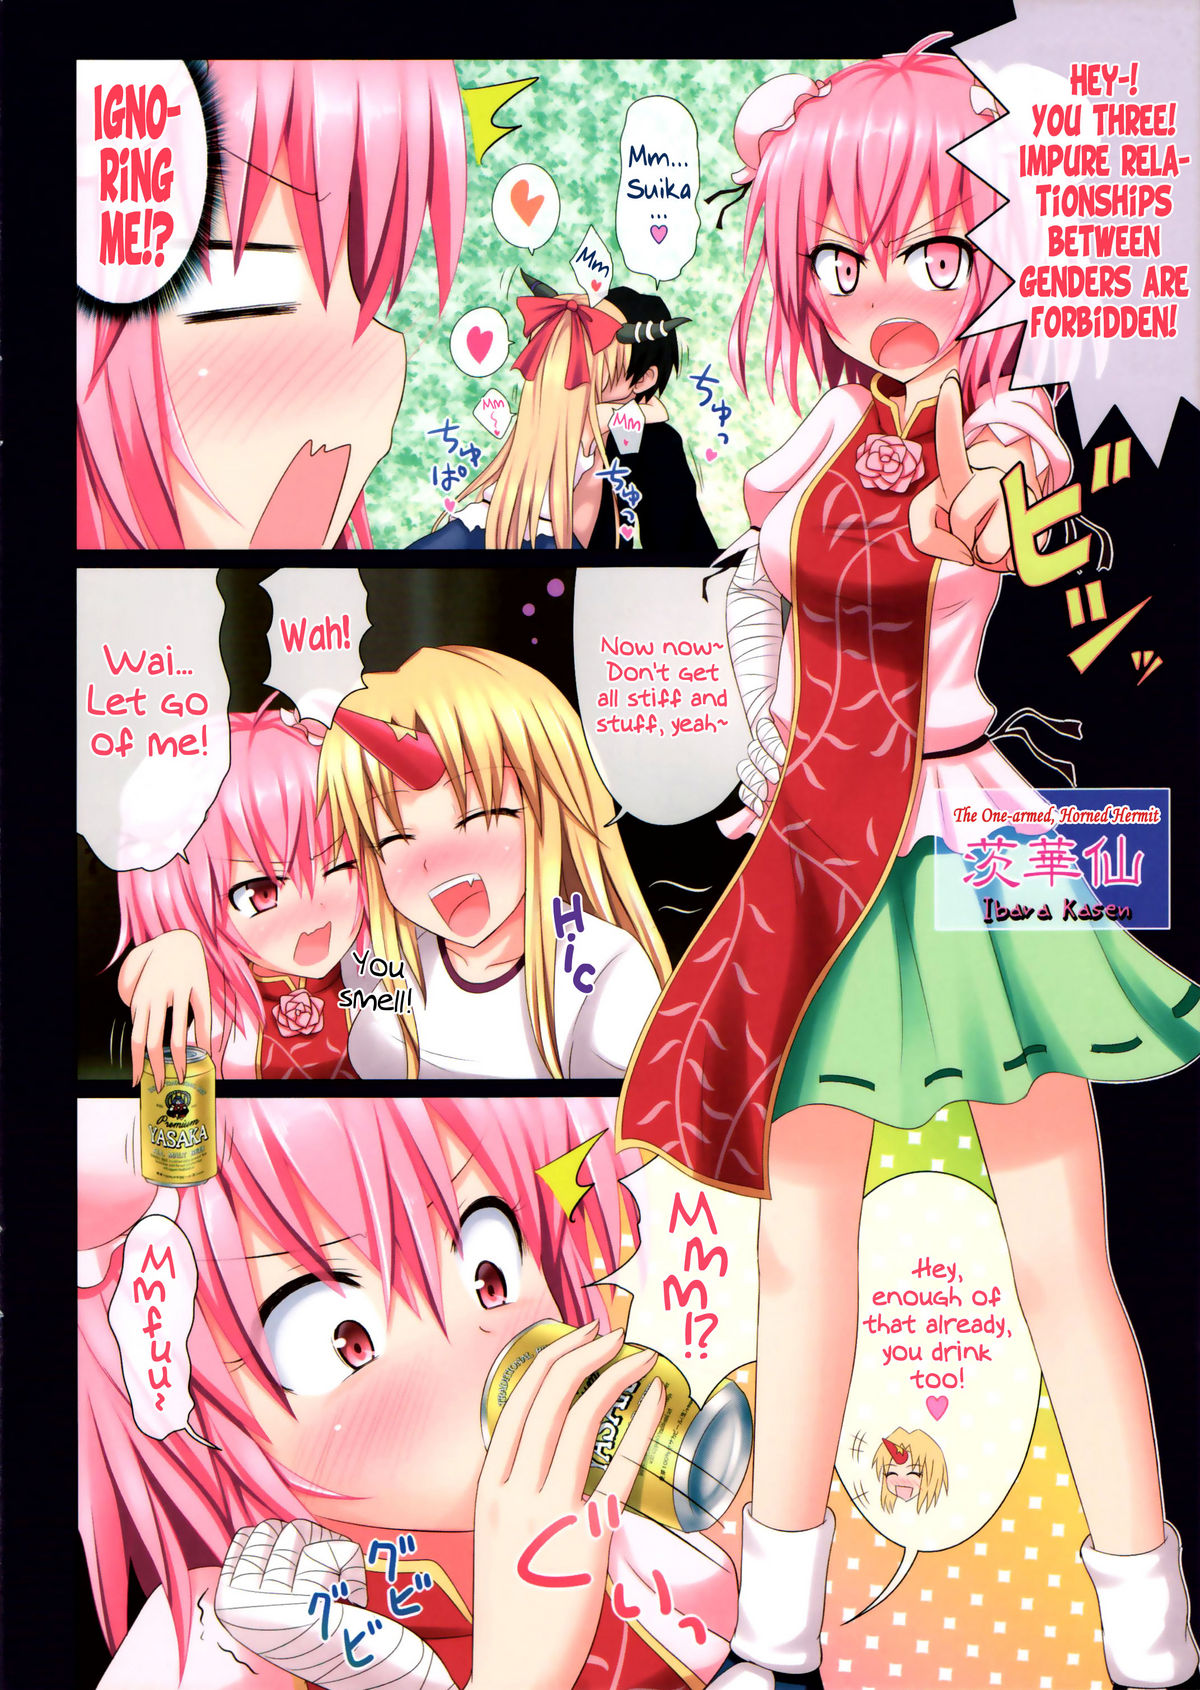 HEY-!
YOU THREE!
IMPURE RELA-
TIONSHIPS
BETWEEN
GENDERS ARE
FORBIDDEN!
ビシッ
The One-armed, Horned Hermit
茨華仙
Ibara Kasen
Mm...
Suika
...
Mm
Mm
Mm
ちゅっ
ちゅぱ
ちゅっ
IGNO-
RING
ME!?
Now now~
Don't get
all stiff and
stuff, yeah~
Wah!
Wai...
Let go
of me!
Hic
You
smell!
Premium
YASAKA
ALL MALT BEER
Hey,
enough of
that already,
you drink
too!
MMM!?
Mmfuu~
ぐいっ
グビ
グビ